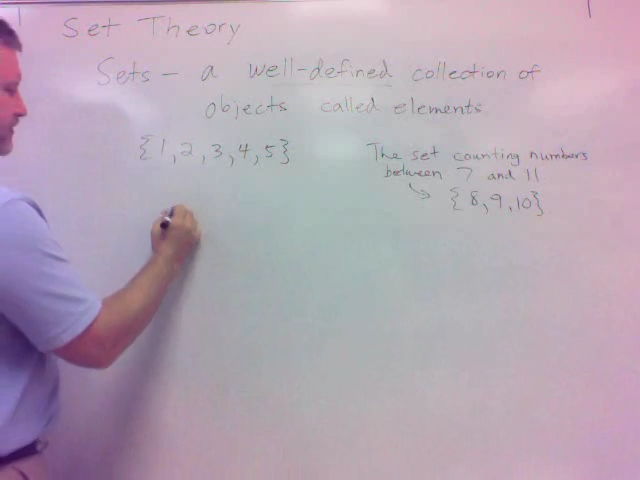 Set Theory
Sets - a well-defined collection of
objects called elements
{1, 2, 3, 4, 5}
The set counting numbers
between 7 and 11
{8, 9, 10}